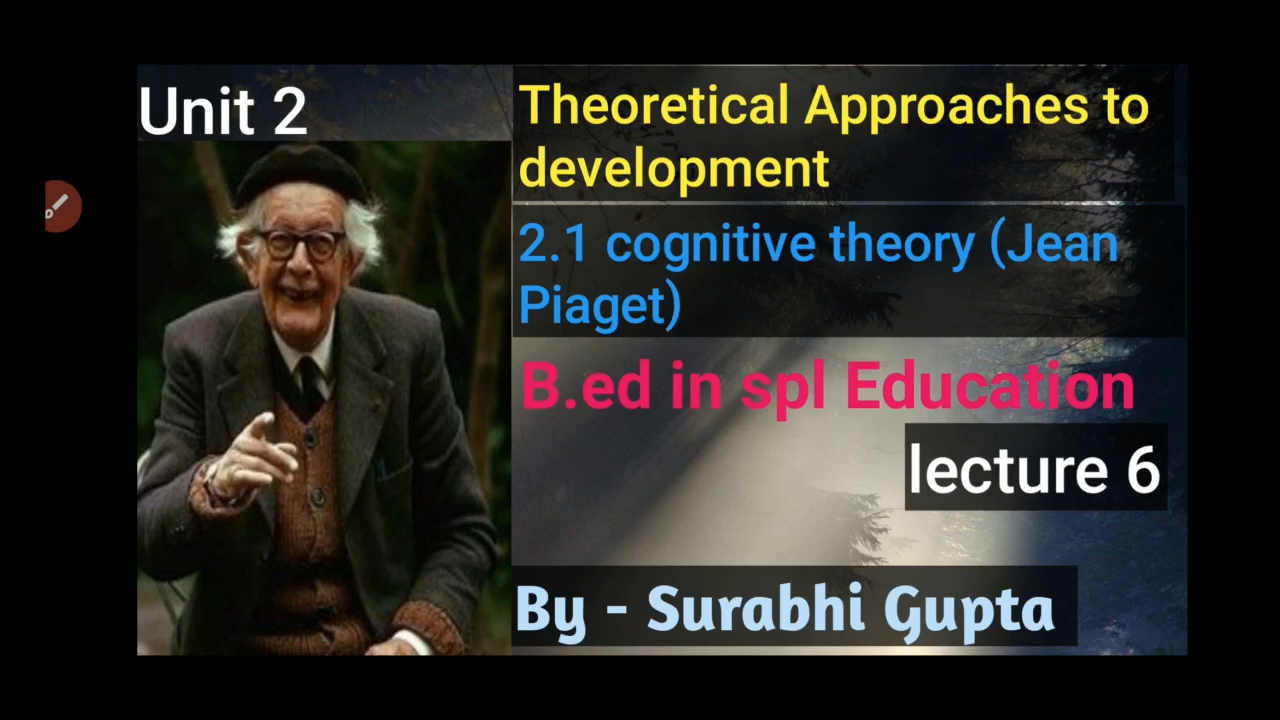 Unit 2
Theoretical Approaches to
development
2.1 cognitive theory (Jean
Piaget)
B.ed in spl Education
lecture 6
By - Surabhi Gupta